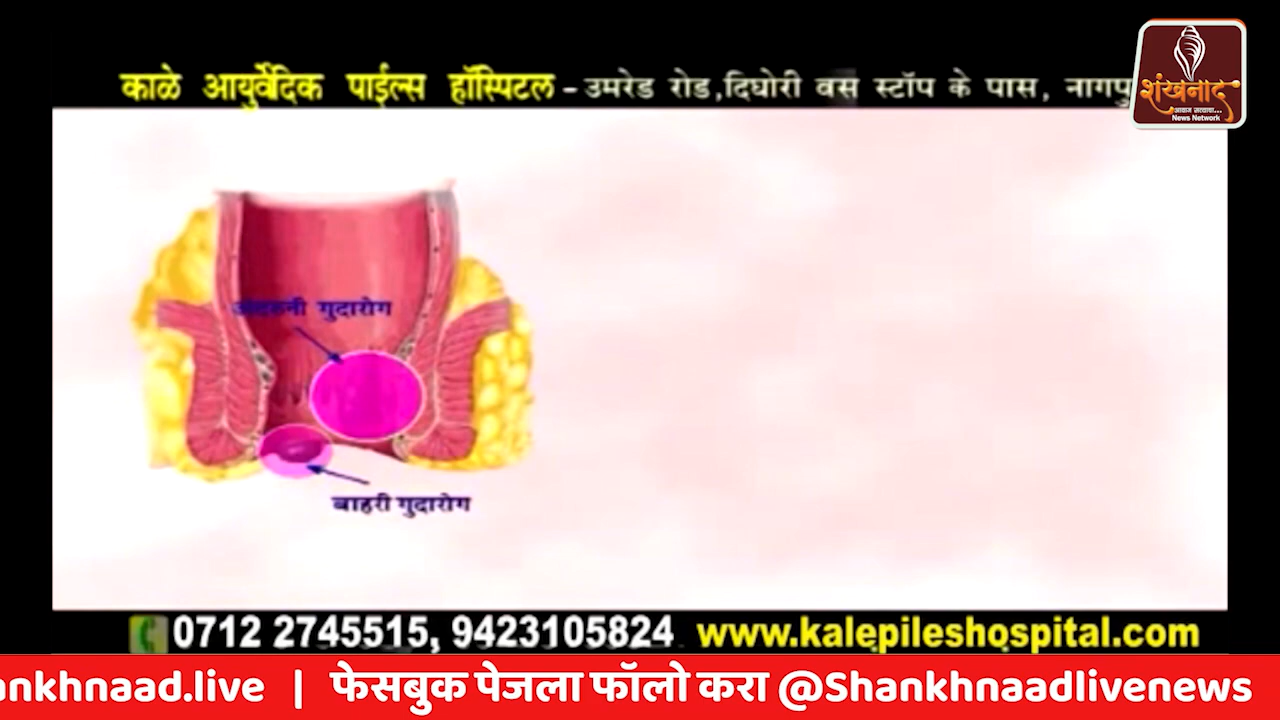 काळे आयुर्वेदिक पाईल्स हॉस्पिटल - उमरेड रोड,दिघोरी बस स्टॉप के पास, नागपु
शंखनाद
News Network
गुदारोग
बाहरी गुदारोग
0712 2745515, 9423105824 www.kalepileshospital.com
ankhnaad.live | फेसबुक पेजला फॉलो करा @Shankhnaadlivenews